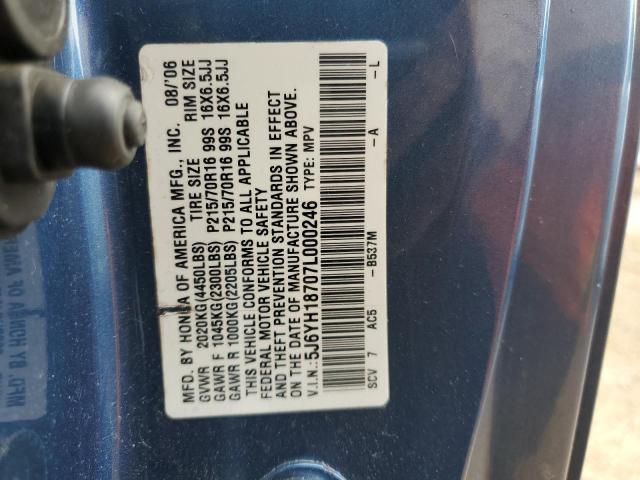 MFD. BY HONDA OF AMERICA MFG., INC. 08/'06
GVWR 2020KG(4450LBS) TIRE SIZE RIM SIZE
GAWR F 1045KG(2300LBS) P215/70R16 99S 16X6.5JJ
GAWR R 1000KG(2205LBS) P215/70R16 99S 16X6.5JJ
THIS VEHICLE CONFORMS TO ALL APPLICABLE
FEDERAL MOTOR VEHICLE SAFETY
AND THEFT PREVENTION STANDARDS IN EFFECT
ON THE DATE OF MANUFACTURE SHOWN ABOVE.
V.I.N.:5J6YH18707L000246 TYPE: MPV
SCV 7 AC5 -B537M -A -L